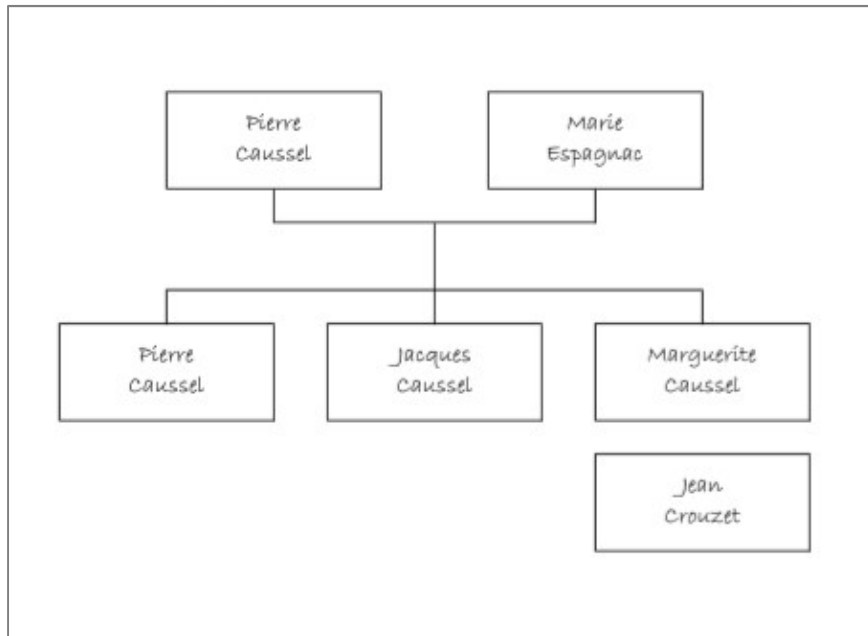 Pierre
Caussel
Marie
Espagnac
Pierre
Caussel
Jacques
Caussel
Marguerite
Caussel
Jean
Crouzet